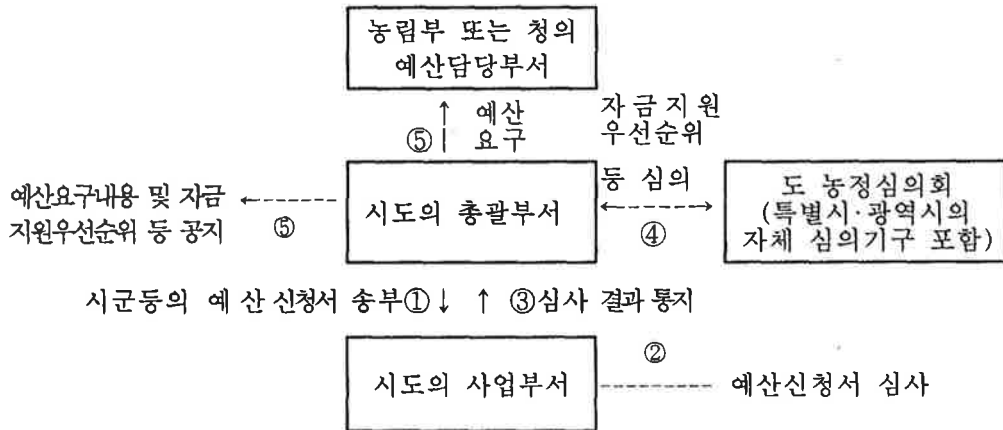 농림부 또는 청의
예산담당부서
↑ 예산 자금지원
⑤| 요구 우선순위
등 심의
예산요구내용 및 자금
지원우선순위 등 공지
⑤
시도의 총괄부서
④
도 농정심의회
(특별시·광역시의
자체 심의기구 포함)
시군등의 예산 신청서 송부①↓ ↑ ③심사 결과 통지
②
시도의 사업부서
예산신청서 심사